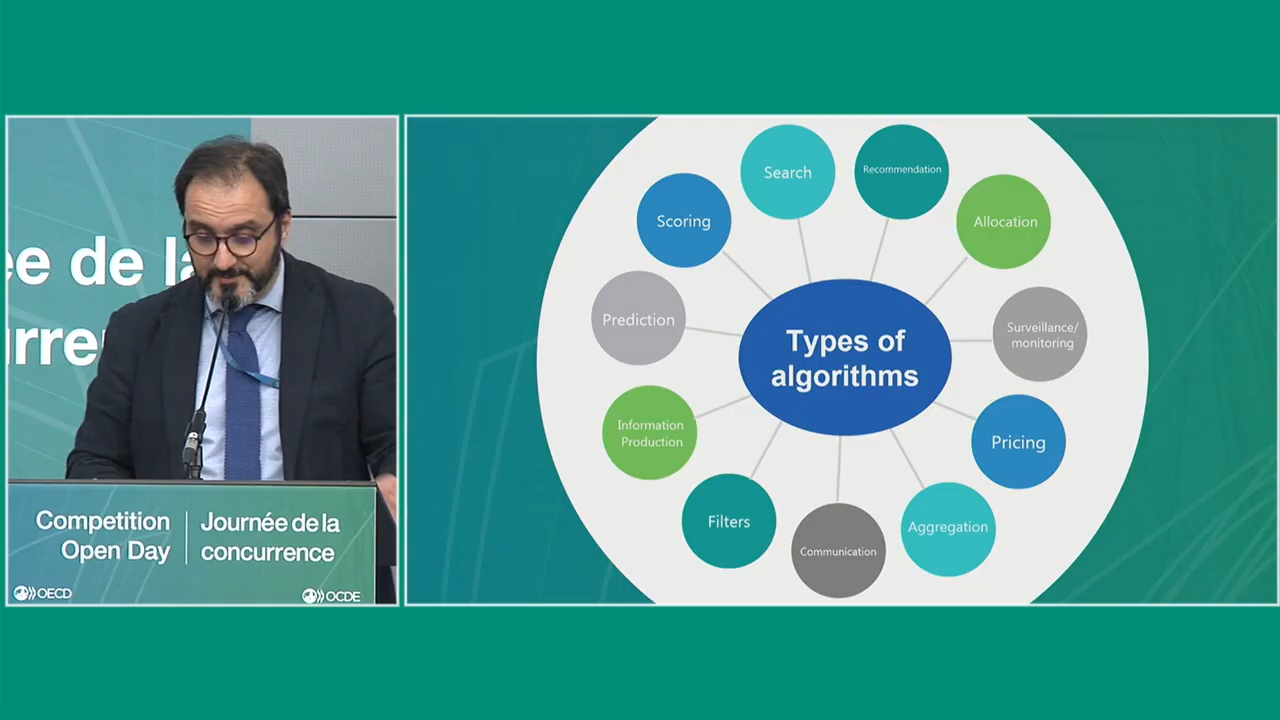 ée de la
urre
Competition
Open Day
Journée de la
concurrence
OECD
OCDE
Search
Recommendation
Scoring
Allocation
Prediction
Surveillance/
monitoring
Types of
algorithms
Information
Production
Pricing
Filters
Aggregation
Communication